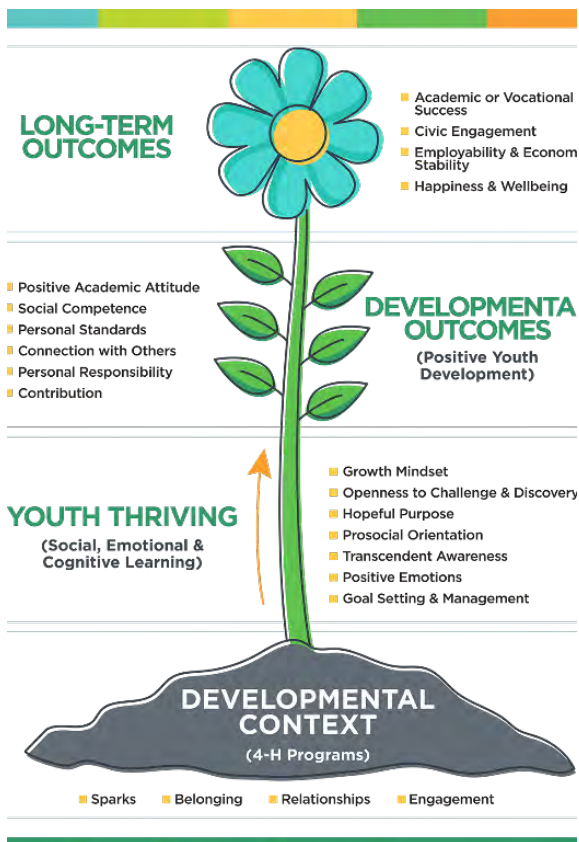 LONG-TERM
OUTCOMES
Academic or Vocational
Success
Civic Engagement
Employability & Econom
Stability
Happiness & Wellbeing
Positive Academic Attitude
Social Competence
Personal Standards
Connection with Others
Personal Responsibility
Contribution
DEVELOPMENTA
OUTCOMES
(Positive Youth
Development)
YOUTH THRIVING
(Social, Emotional &
Cognitive Learning)
Growth Mindset
Openness to Challenge & Discovery
Hopeful Purpose
Prosocial Orientation
Transcendent Awareness
Positive Emotions
Goal Setting & Management
DEVELOPMENTAL
CONTEXT
(4-H Programs)
Sparks Belonging Relationships Engagement